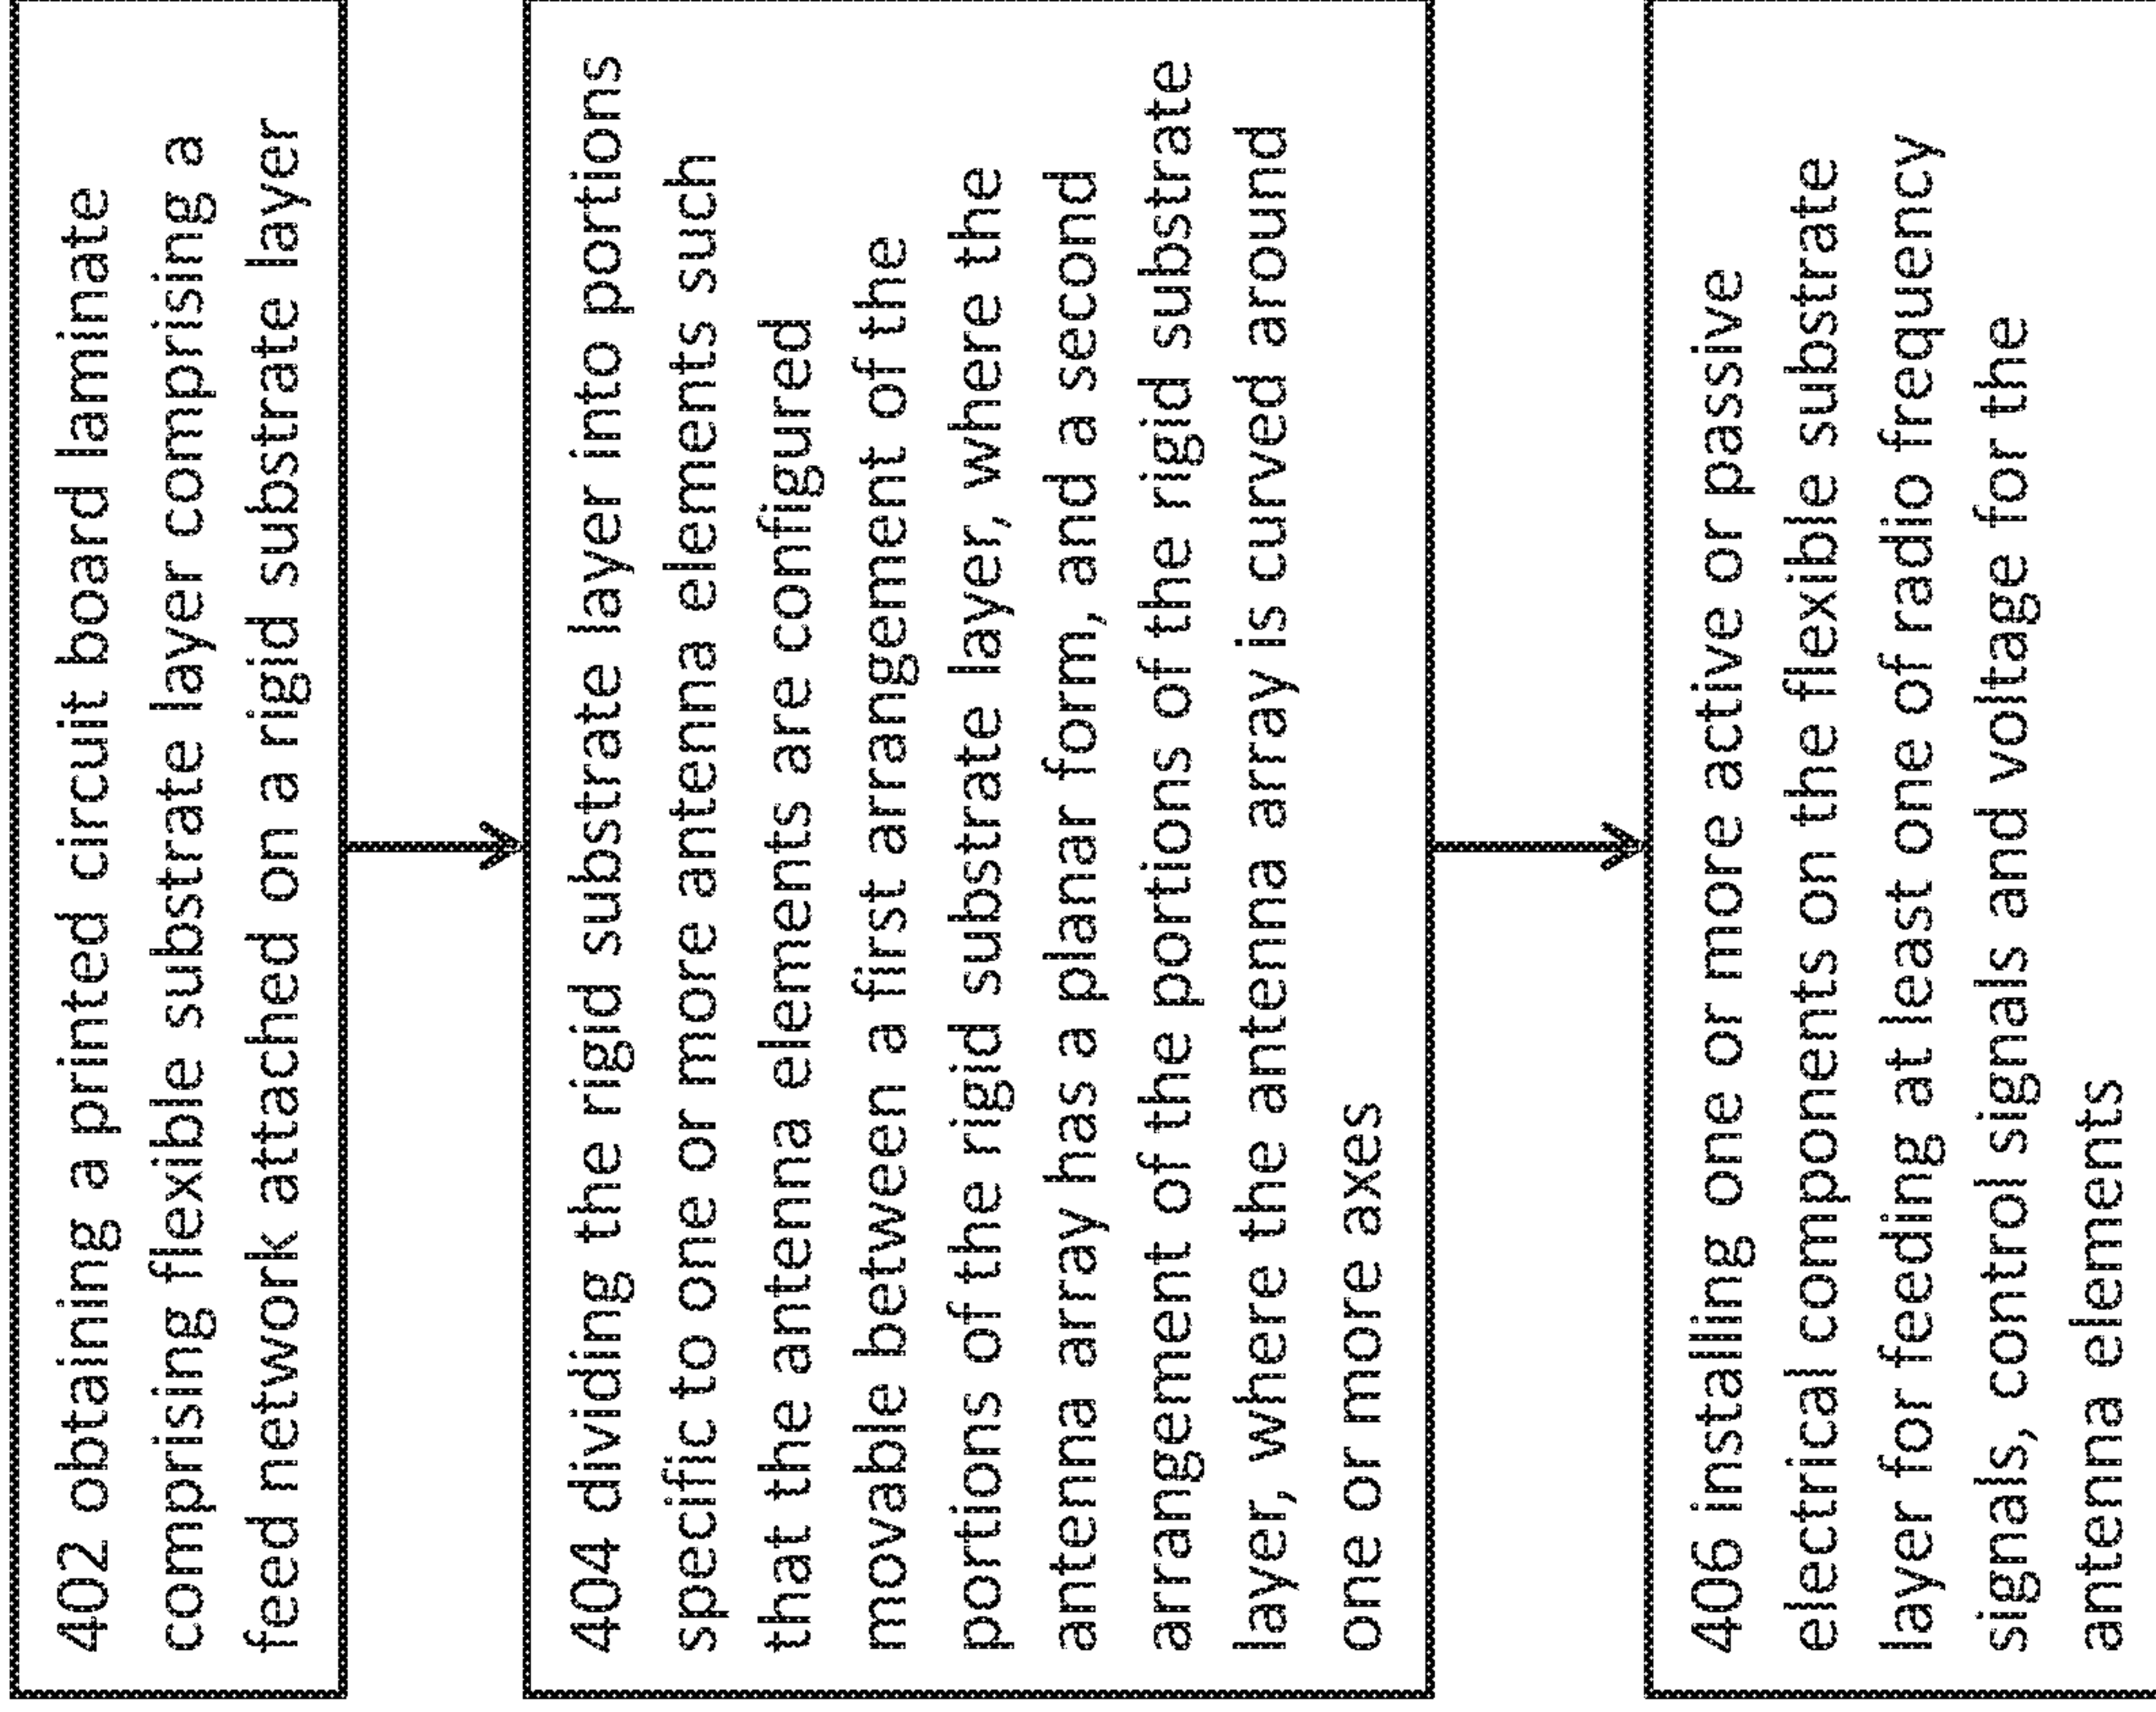 402 obtaining a printed circuit board laminate
comprising flexible substrate layer comprising a
feed network attached on a rigid substrate layer
404 dividing the rigid substrate layer into portions
specific to one or more antenna elements such
that the antenna elements are configured
movable between a first arrangement of the
portions of the rigid substrate layer, where the
antenna array has a planar form, and a second
arrangement of the portions of the rigid substrate
layer, where the antenna array is curved around
one or more axes
406 installing one or more active or passive
electrical components on the flexible substrate
layer for feeding at least one of radio frequency
signals, control signals and voltage for the
antenna elements